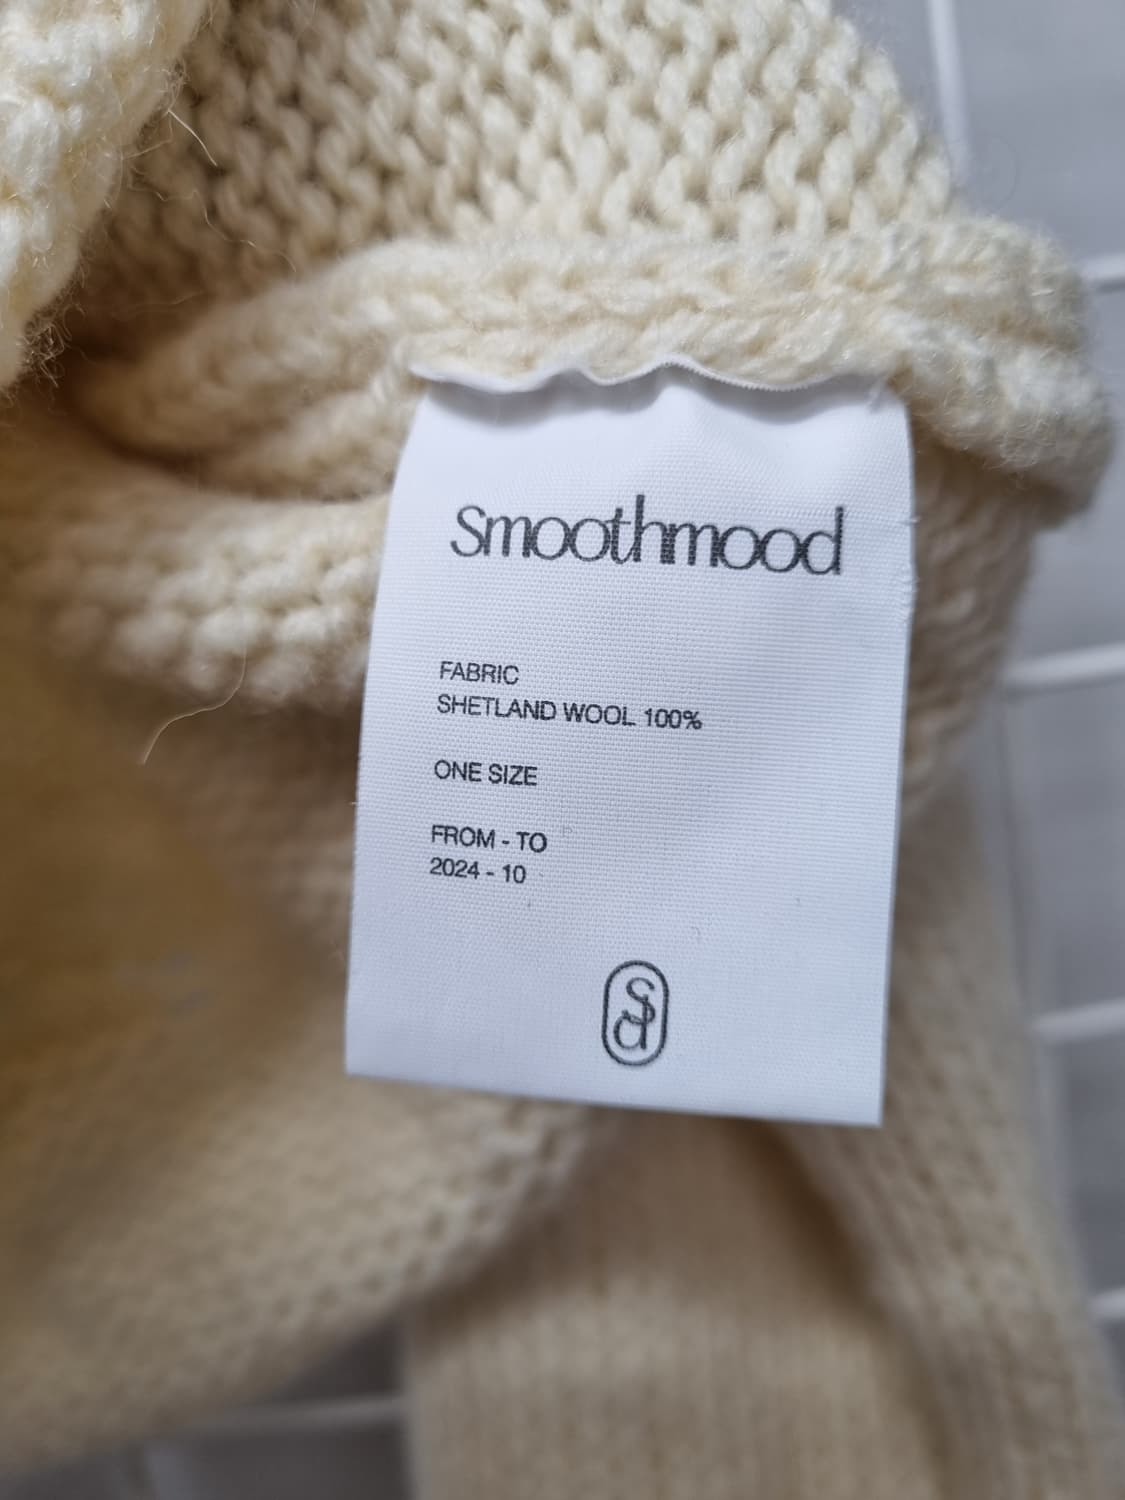 Smoothmood
FABRIC
SHETLAND WOOL 100%
ONE SIZE
FROM - TO
2024 - 10